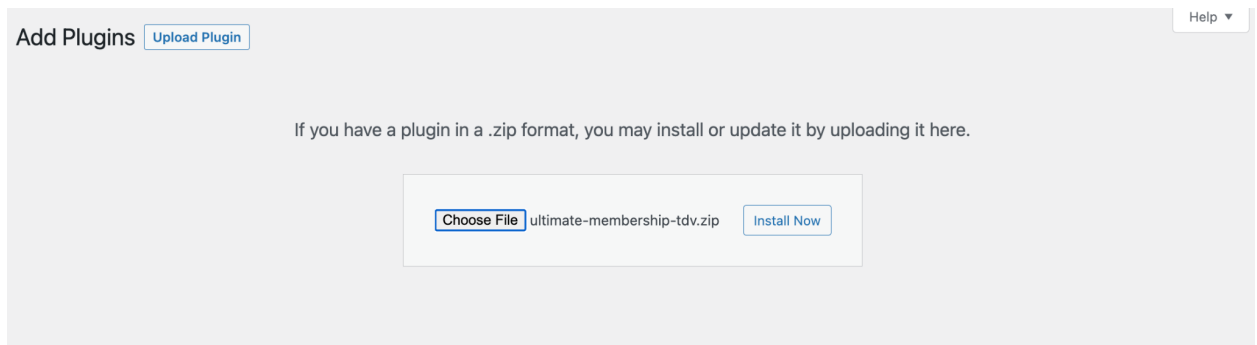 Help ▼
Add Plugins Upload Plugin
If you have a plugin in a .zip format, you may install or update it by uploading it here.
Choose File ultimate-membership-tdv.zip Install Now